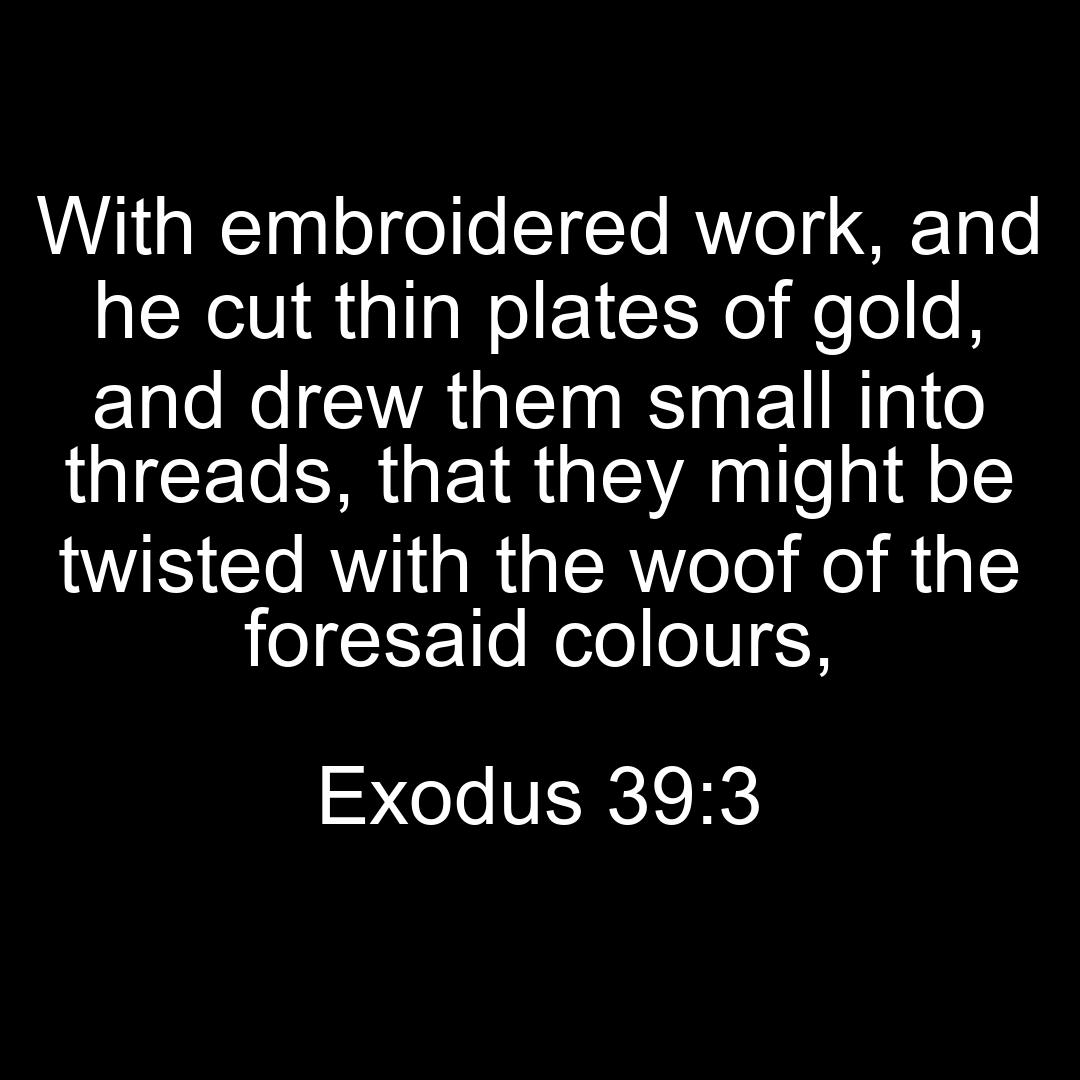 With embroidered work, and
he cut thin plates of gold,
and drew them small into
threads, that they might be
twisted with the woof of the
foresaid colours,
Exodus 39:3